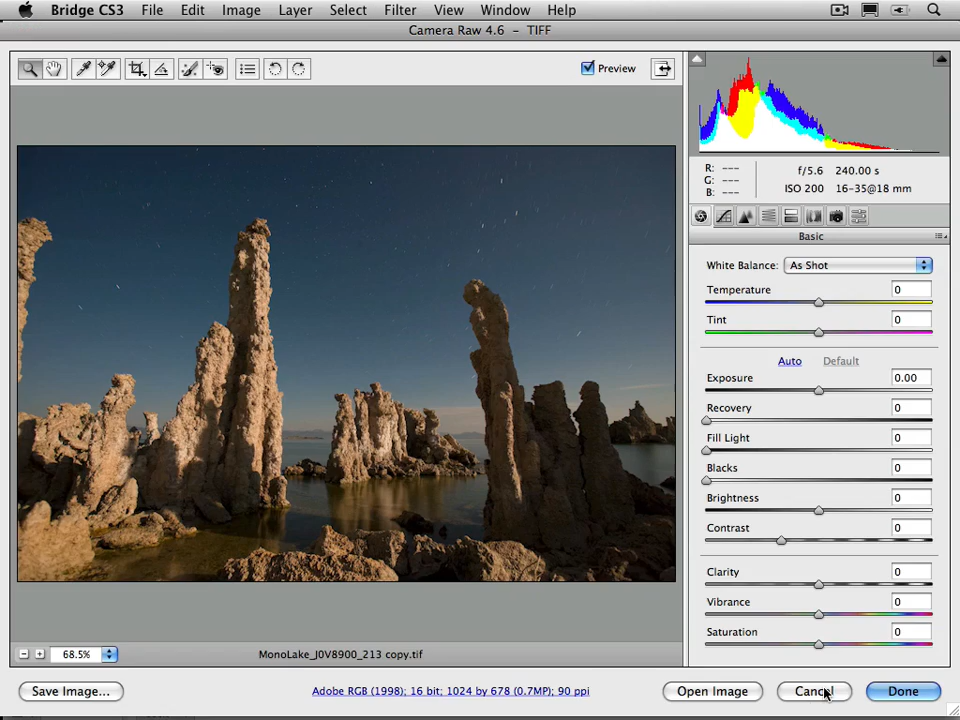 Bridge CS3 File Edit Image Layer Select Filter View Window Help
Camera Raw 4.6 - TIFF
Preview
R: ---
G: ---
B: ---
f/5.6 240.00 s
ISO 200 16-35@18 mm
Basic
White Balance: As Shot
Temperature 0
Tint 0
Auto Default
Exposure 0.00
Recovery 0
Fill Light 0
Blacks 0
Brightness 0
Contrast 0
Clarity 0
Vibrance 0
Saturation 0
68.5% MonoLake_J0V8900_213 copy.tif
Save Image... Adobe RGB (1998); 16 bit; 1024 by 678 (0.7MP); 90 ppi Open Image Cancel Done